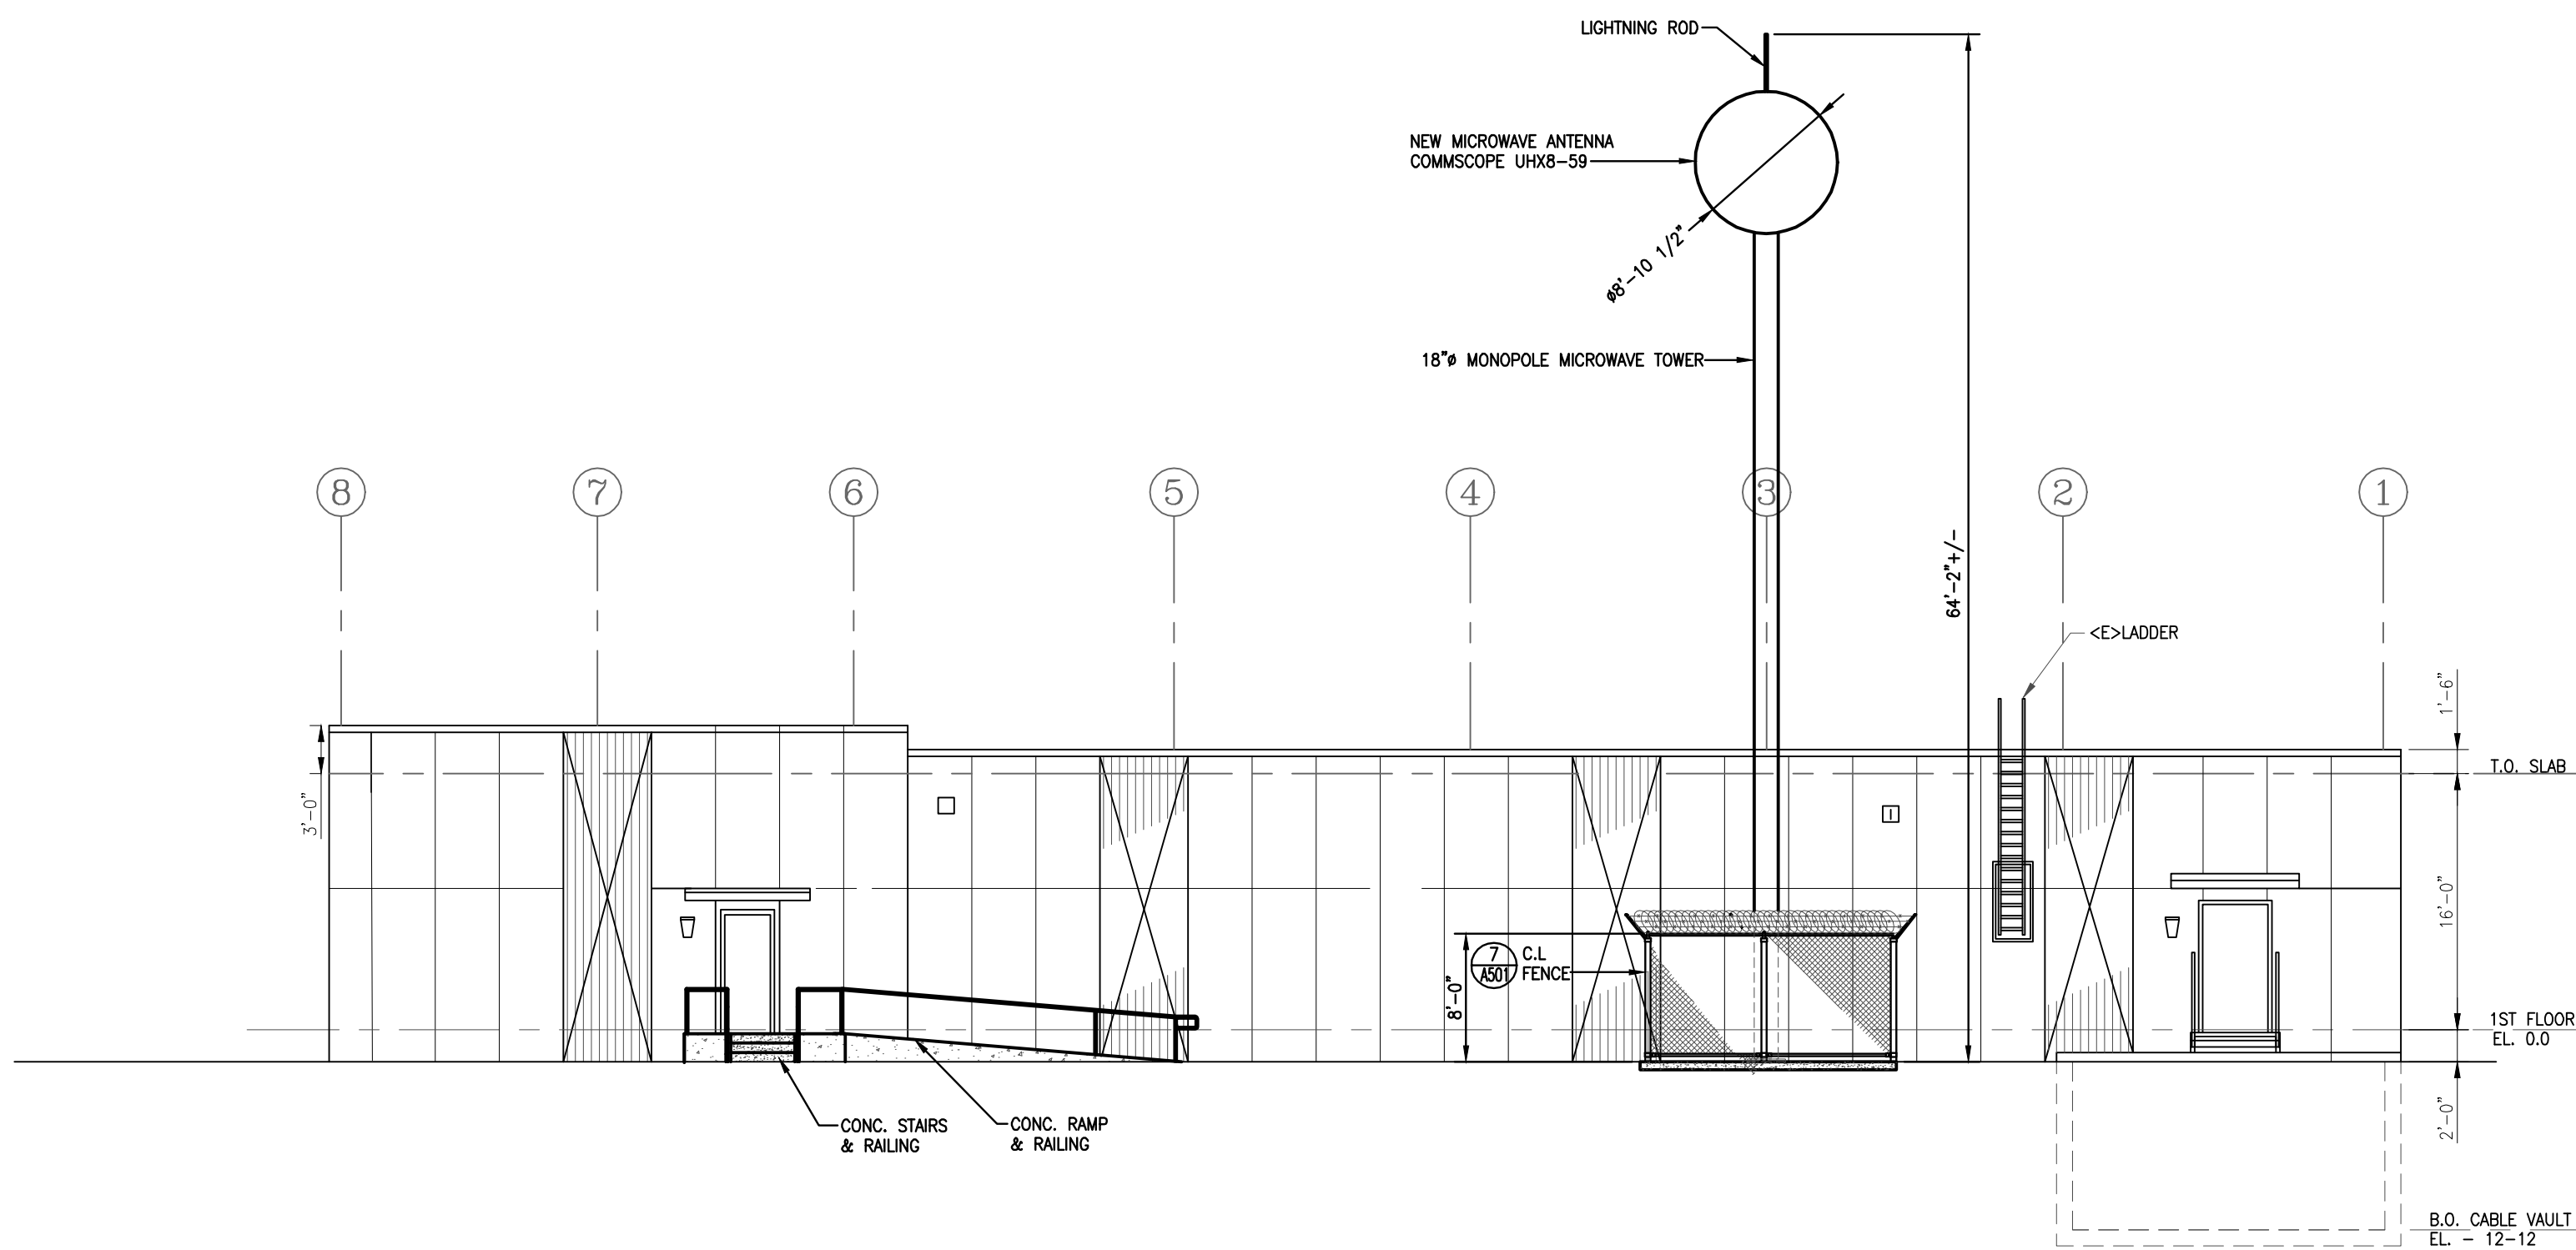 LIGHTNING ROD
NEW MICROWAVE ANTENNA
COMMSCOPE UHX8-59
ø8'-10 1/2"
18"ø MONOPOLE MICROWAVE TOWER
8
7
6
5
4
3
2
1
64'-2"+/-
<E>LADDER
1'-6"
T.O. SLAB
3'-0"
16'-0"
7
A501
C.L
FENCE
8'-0"
1ST FLOOR
EL. 0.0
2'-0"
CONC. STAIRS
& RAILING
CONC. RAMP
& RAILING
B.O. CABLE VAULT
EL. - 12-12